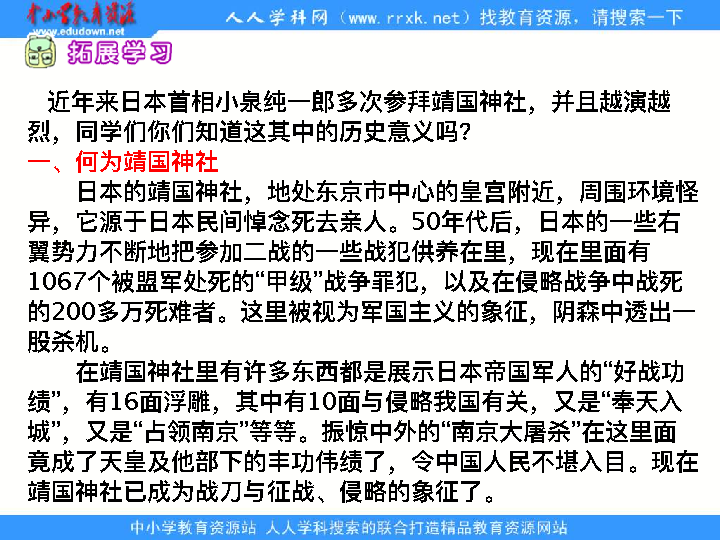 中小学教育资源
www.edudown.net
人人学科网（www.rrxk.net）找教育资源，请搜索一下
拓展学习
近年来日本首相小泉纯一郎多次参拜靖国神社，并且越演越
烈，同学们你们知道这其中的历史意义吗？
一、何为靖国神社
日本的靖国神社，地处东京市中心的皇宫附近，周围环境怪
异，它源于日本民间悼念死去亲人。50年代后，日本的一些右
翼势力不断地把参加二战的一些战犯供养在里，现在里面有
1067个被盟军处死的“甲级”战争罪犯，以及在侵略战争中战死
的200多万死难者。这里被视为军国主义的象征，阴森中透出一
股杀机。
在靖国神社里有许多东西都是展示日本帝国军人的“好战功
绩”，有16面浮雕，其中有10面与侵略我国有关，又是“奉天入
城”，又是“占领南京”等等。振惊中外的“南京大屠杀”在这里面
竟成了天皇及他部下的丰功伟绩了，令中国人民不堪入目。现在
靖国神社已成为战刀与征战、侵略的象征了。
中小学教育资源站 人人学科搜索的联合打造精品教育资源网站